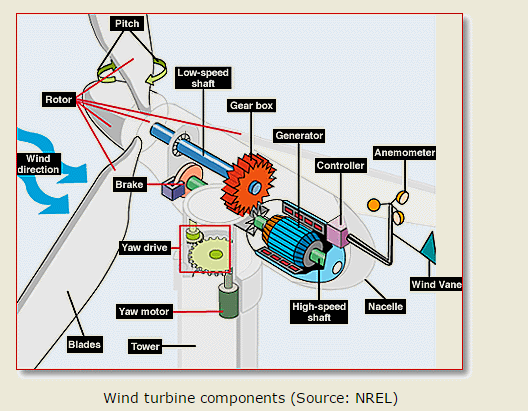 Pitch
Low-speed
shaft
Rotor
Gear box
Generator
Anemometer
Controller
Wind
direction
Brake
Yaw drive
Wind Vane
Yaw motor
High-speed
shaft
Nacelle
Blades
Tower
Wind turbine components (Source: NREL)